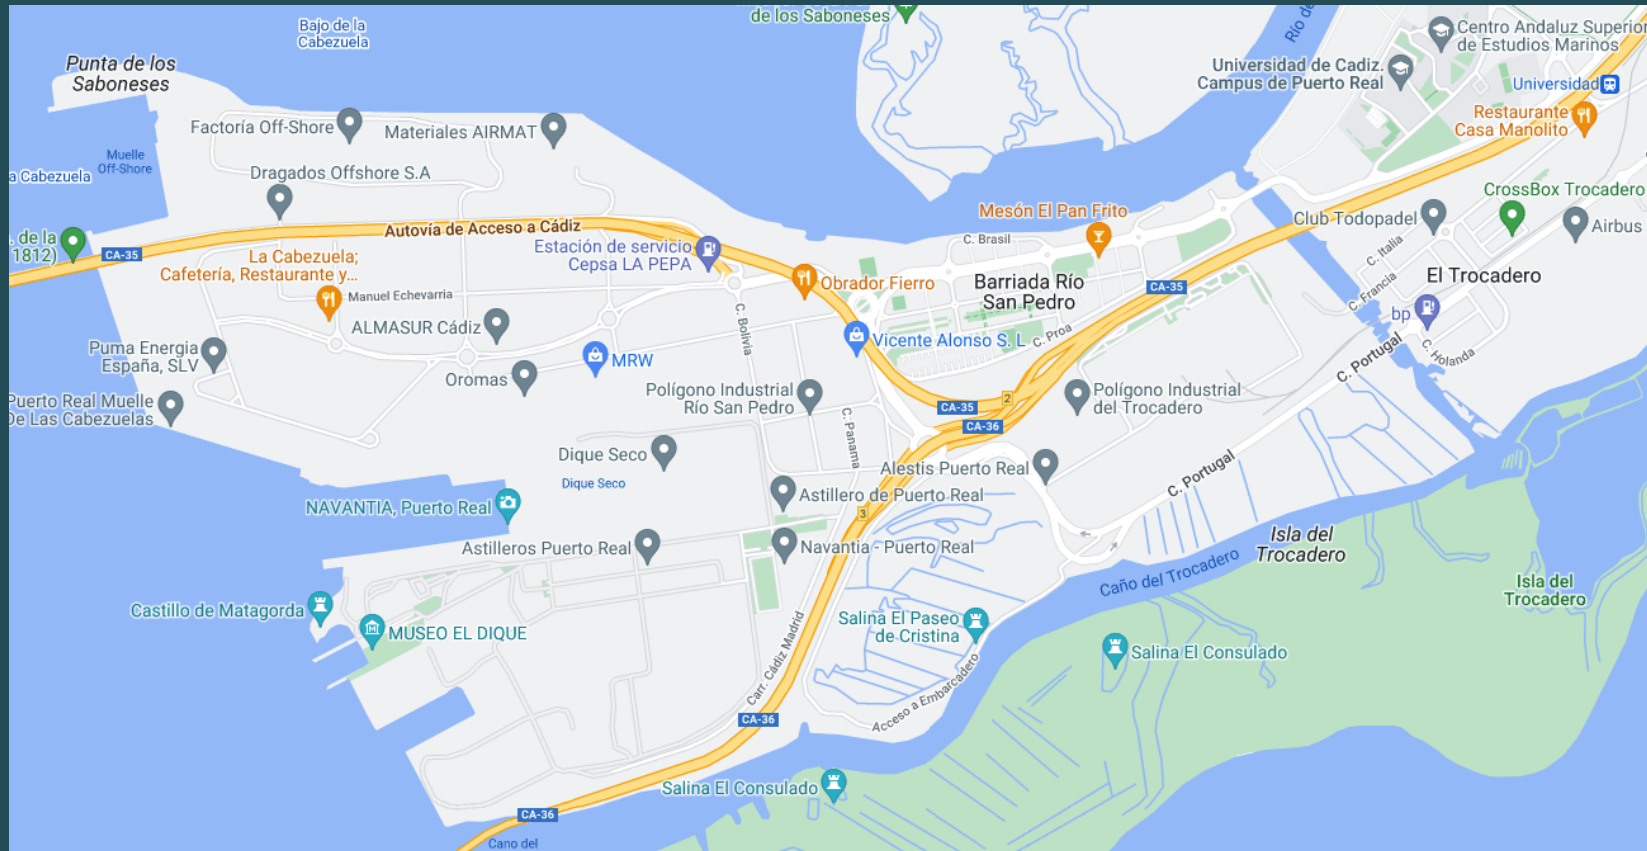 Bajo de la
Cabezuela
de los Saboneses
Río de
Centro Andaluz Superior
de Estudios Marinos
Punta de los
Saboneses
Universidad de Cadiz.
Campus de Puerto Real
Universidad
Restaurante
Casa Manolito
Factoría Off-Shore
Materiales AIRMAT
Muelle
Off-Shore
a Cabezuela
Dragados Offshore S.A
CrossBox Trocadero
Mesón El Pan Frito
Club Todopadel
Airbus
. de la
1812)
CA-35
Autovía de Acceso a Cádiz
Estación de servicio
Cepsa LA PEPA
C. Brasil
C. Italia
La Cabezuela;
Cafetería, Restaurante y...
Manuel Echevarria
Obrador Fierro
Barriada Río
San Pedro
CA-35
C. Francia
El Trocadero
bp
ALMASUR Cádiz
C. Bolivia
Vicente Alonso S. L
C. Proa
C. Holanda
Puma Energia
España, SLV
MRW
C. Portugal
Oromas
Polígono Industrial
Río San Pedro
Polígono Industrial
del Trocadero
2
CA-35
CA-36
Puerto Real Muelle
De Las Cabezuelas
C. Panama
Dique Seco
Dique Seco
Alestis Puerto Real
C. Portugal
NAVANTIA, Puerto Real
Astillero de Puerto Real
3
Astilleros Puerto Real
Navantia - Puerto Real
Isla del
Trocadero
Caño del Trocadero
Isla del
Trocadero
Castillo de Matagorda
MUSEO EL DIQUE
Salina El Paseo
de Cristina
Salina El Consulado
Carr. Cádiz Madrid
Acceso a Embarcadero
CA-36
Salina El Consulado
CA-36
Cano del